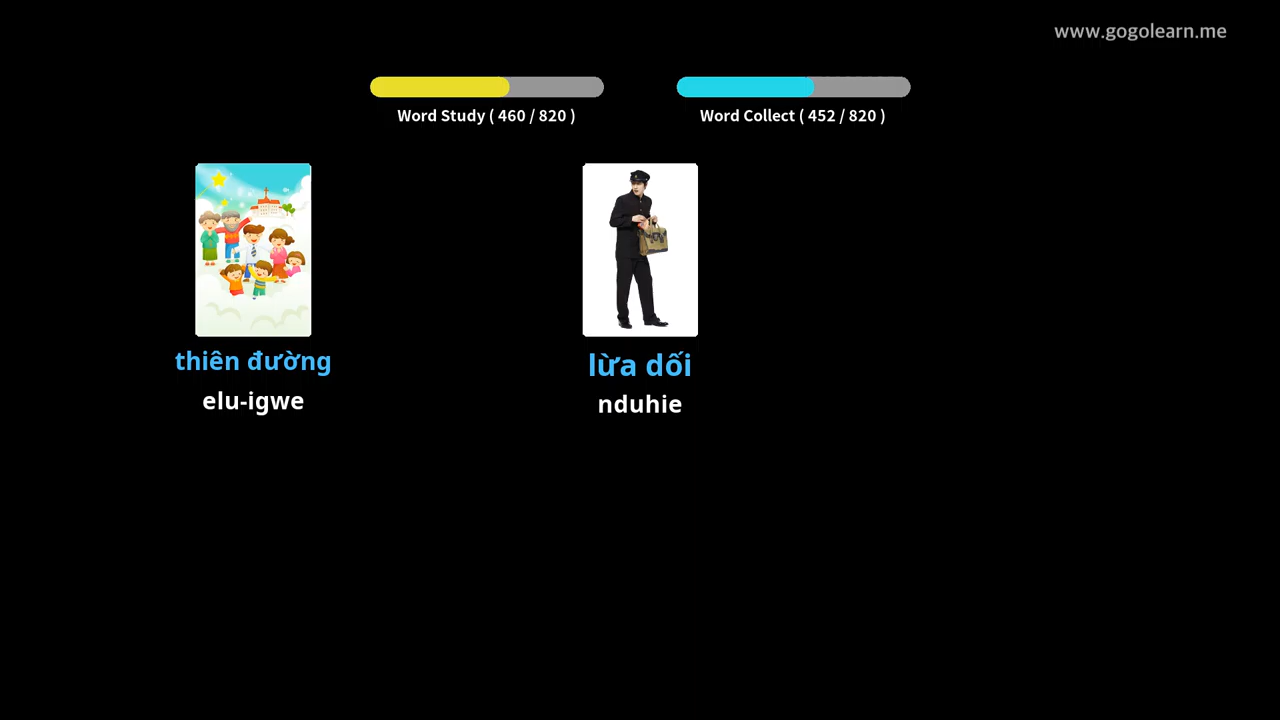 www.gogolearn.me
Word Study ( 460 / 820 )
Word Collect ( 452 / 820 )
thiên đường
elu-igwe
lừa dối
nduhie